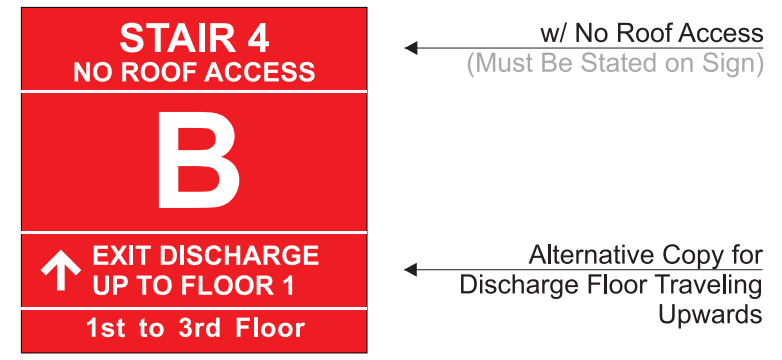 STAIR 4
NO ROOF ACCESS
B
EXIT DISCHARGE
UP TO FLOOR 1
1st to 3rd Floor
w/ No Roof Access
(Must Be Stated on Sign)
Alternative Copy for
Discharge Floor Traveling
Upwards